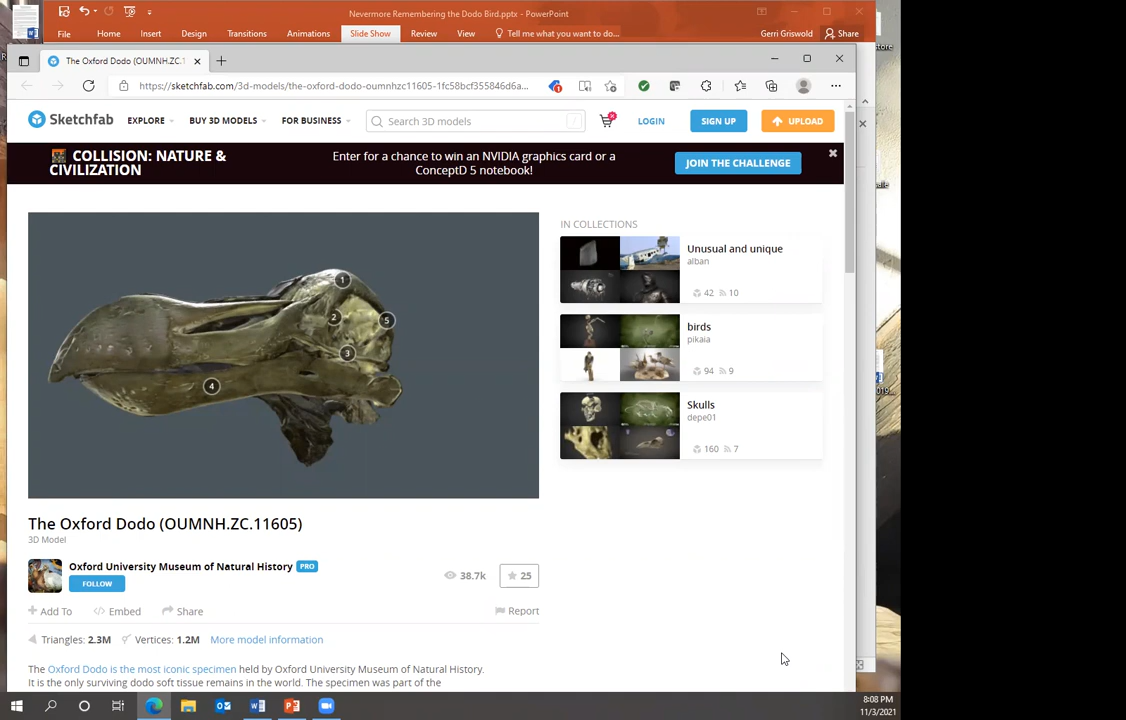 Nevermore Remembering the Dodo Bird.pptx - PowerPoint
File Home Insert Design Transitions Animations Slide Show Review View Tell me what you want to do... Gerri Griswold Share
The Oxford Dodo (OUMNH.ZC.1
https://sketchfab.com/3d-models/the-oxford-dodo-oumnhzc11605-1fc58bcf355846d6a...
Sketchfab EXPLORE BUY 3D MODELS FOR BUSINESS Search 3D models / LOGIN SIGN UP UPLOAD
COLLISION: NATURE &
CIVILIZATION
Enter for a chance to win an NVIDIA graphics card or a
ConceptD 5 notebook!
JOIN THE CHALLENGE
IN COLLECTIONS
Unusual and unique
alban
42 10
birds
pikaia
94 9
Skulls
depe01
160 7
1
2
5
3
4
The Oxford Dodo (OUMNH.ZC.11605)
3D Model
Oxford University Museum of Natural History PRO
FOLLOW
38.7k 25
Add To Embed Share Report
Triangles: 2.3M Vertices: 1.2M More model information
The Oxford Dodo is the most iconic specimen held by Oxford University Museum of Natural History.
It is the only surviving dodo soft tissue remains in the world. The specimen was part of the
8:08 PM
11/3/2021